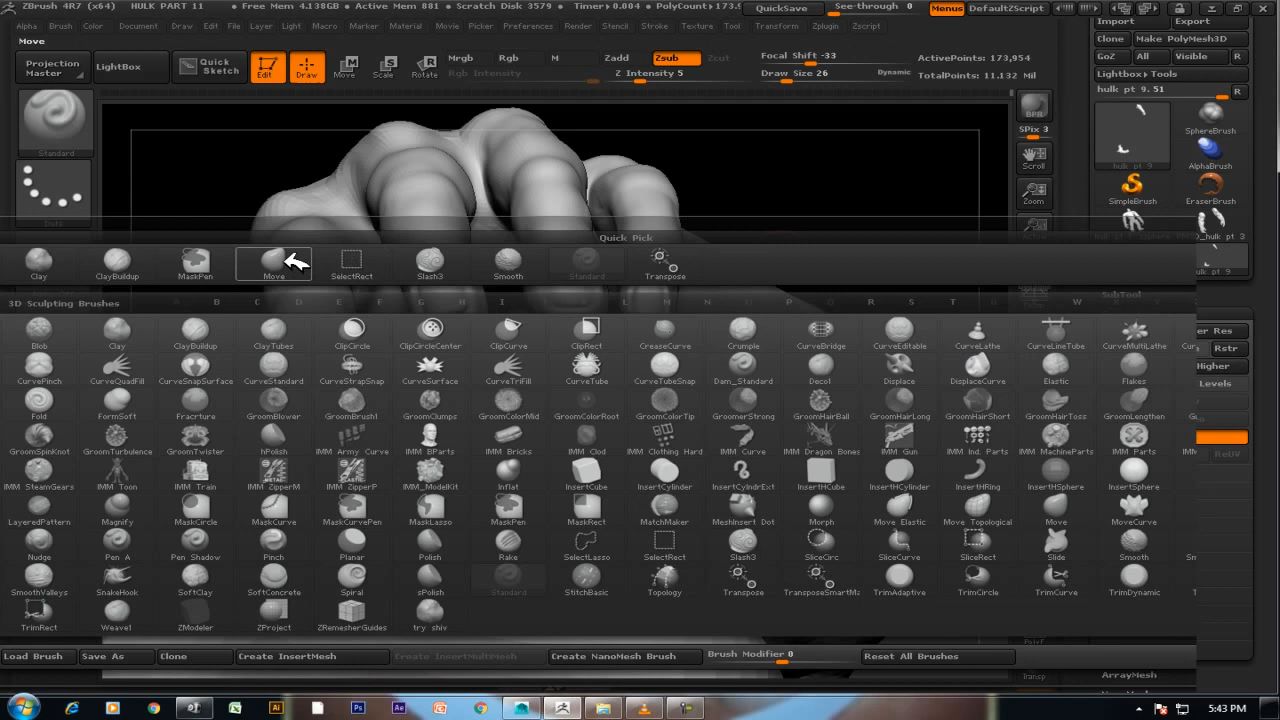 ZBrush 4R7 (x64) HULK PART 11 • Free Mem 4.138GB • Active Mem 881 • Scratch Disk 3579 • Timer▸0.004 • PolyCount▸173.9 QuickSave See-through 0 Menus DefaultZScript
Alpha Brush Color Document Draw Edit File Layer Light Macro Marker Material Movie Picker Preferences Render Stencil Stroke Texture Tool Transform Zplugin Zscript
Import Export
Move
Clone Make PolyMesh3D
Projection Master LightBox Quick Sketch Edit Draw Move Scale Rotate
Mrgb Rgb M Zadd Zsub Zcut Focal Shift -33 ActivePoints: 173,954
GoZ All Visible R
Rgb Intensity Z Intensity 5 Draw Size 26 Dynamic TotalPoints: 11.132 Mil
Lightbox▸Tools
hulk pt 9. 51 R
BPR
SPix 3
SphereBrush
Standard
Scroll
hulk pt 9 AlphaBrush
Zoom
SimpleBrush EraserBrush
Dots
Quick Pick
Clay ClayBuildup MaskPen Move SelectRect Slash3 Smooth Standard Transpose
hulk pt 9
SubTool
3D Sculpting Brushes A B C D E F G H I L M N O P R S T W
Blob Clay ClayBuildup ClayTubes ClipCircle ClipCircleCenter ClipCurve ClipRect CreaseCurve Crumple CurveBridge CurveEditable CurveLathe CurveLineTube CurveMultiLathe
Rstr
Higher
CurvePinch CurveQuadFill CurveSnapSurface CurveStandard CurveStrapSnap CurveSurface CurveTriFill CurveTube CurveTubeSnap Dam_Standard Deco1 Displace DisplaceCurve Elastic Flakes
Levels
Fold FormSoft Fracrture GroomBlower GroomBrush1 GroomClumps GroomColorMid GroomColorRoot GroomColorTip GroomerStrong GroomHairBall GroomHairLong GroomHairShort GroomHairToss GroomLengthen
GroomSpinKnot GroomTurbulence GroomTwister hPolish IMM Army Curve IMM BParts IMM Bricks IMM Clod IMM Clothing Hard IMM Curve IMM Dragon Bones IMM Gun IMM Ind. Parts IMM MachineParts IMM Parts
ReUV
IMM SteamGears IMM Toon IMM Train IMM ZipperM IMM ZipperP IMM_ModelKit Inflat InsertCube InsertCylinder InsertCylndrExt InsertHCube InsertHCylinder InsertHRing InsertHSphere InsertSphere
LayeredPattern Magnify MaskCircle MaskCurve MaskCurvePen MaskLasso MaskPen MaskRect MatchMaker MeshInsert Dot Morph Move Elastic Move Topological Move MoveCurve
Nudge Pen A Pen Shadow Pinch Planar Polish Rake SelectLasso SelectRect Slash3 SliceCirc SliceCurve SliceRect Slide Smooth
SmoothValleys SnakeHook SoftClay SoftConcrete Spiral sPolish Standard StitchBasic Topology Transpose TransposeSmartMa TrimAdaptive TrimCircle TrimCurve TrimDynamic
TrimRect Weave1 ZModeler ZProject ZRemesherGuides try shiv
Load Brush Save As Clone Create InsertMesh Create InsertMultiMesh Create NanoMesh Brush Brush Modifier 0 Reset All Brushes
Transp ArrayMesh
5:43 PM